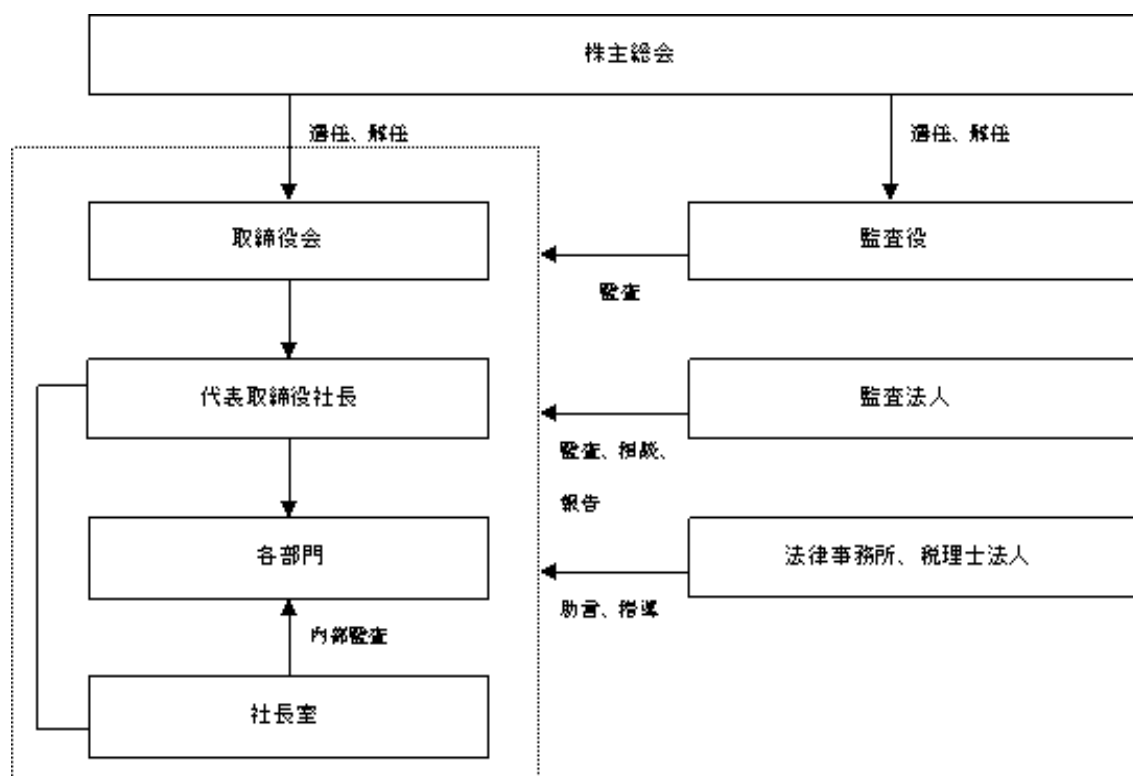 株主総会
選任、解任
選任、解任
取締役会
監査役
監査
代表取締役社長
監査法人
監査、相談、
報告
各部門
法律事務所、税理士法人
助言、指導
内部監査
社長室